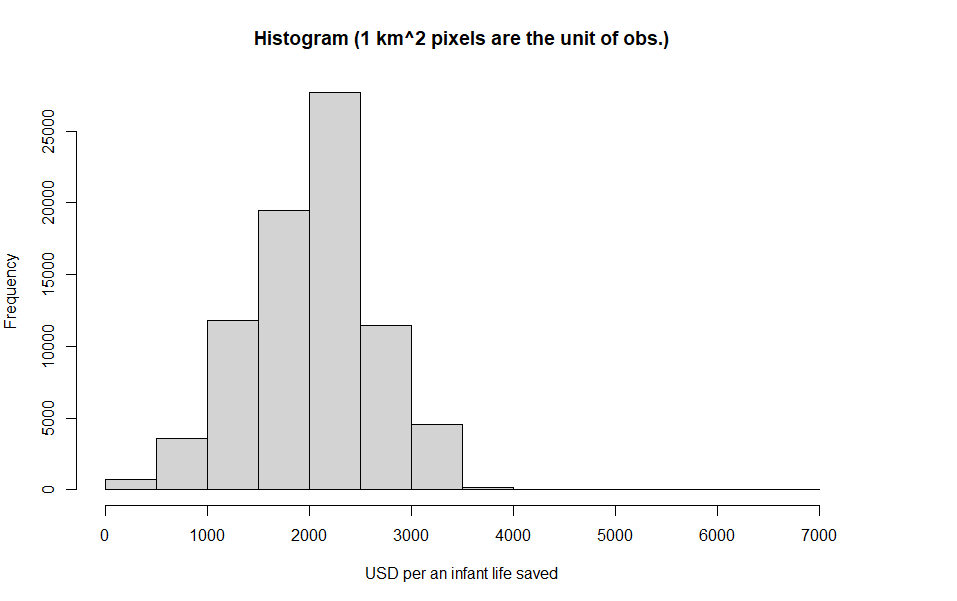 Histogram (1 km^2 pixels are the unit of obs.)
Frequency
25000
20000
15000
10000
5000
0
0 1000 2000 3000 4000 5000 6000 7000
USD per an infant life saved